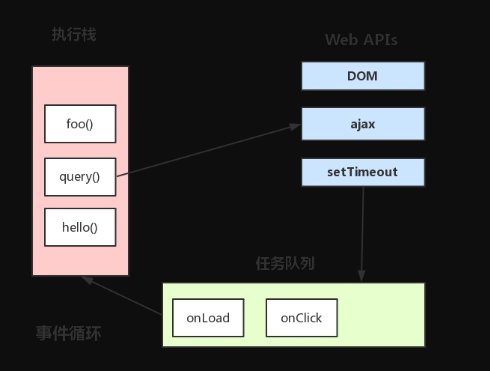 执行栈
Web APIs
DOM
foo()
ajax
query()
setTimeout
hello()
任务队列
onLoad
onClick
事件循环